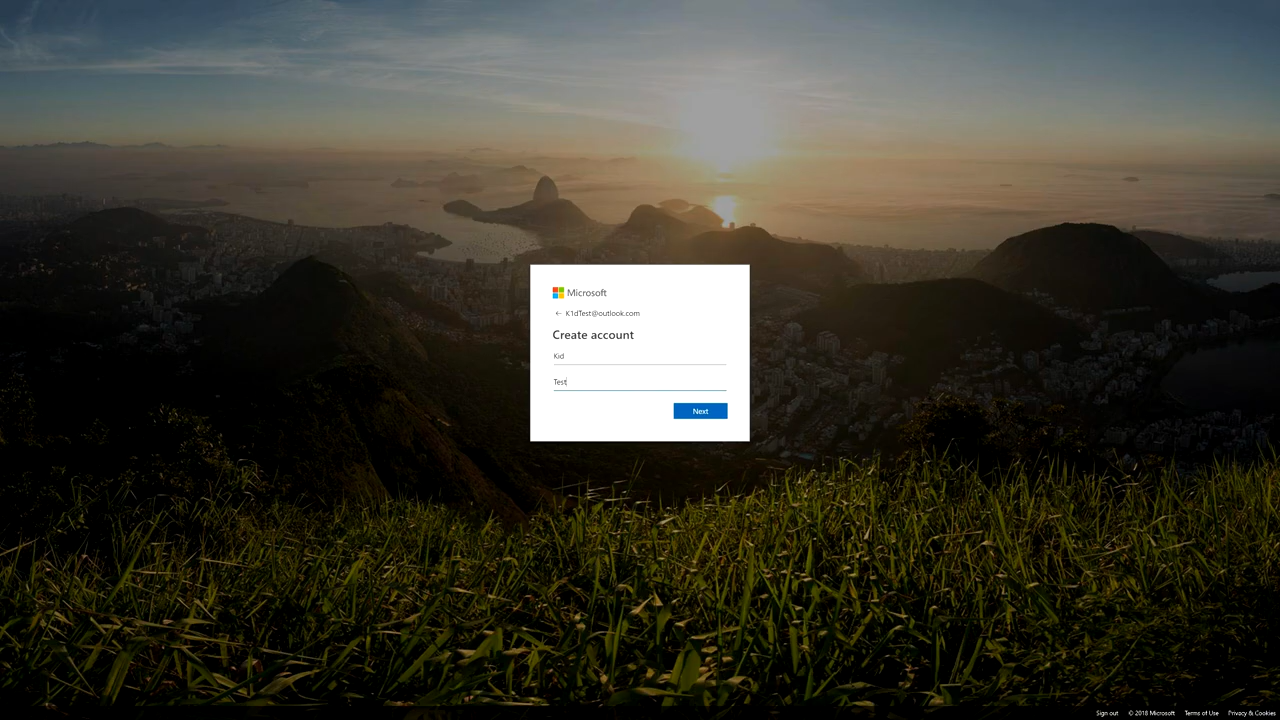 Microsoft
← K1dTest@outlook.com
Create account
Kid
Test
Next
Sign out © 2018 Microsoft Terms of Use Privacy & Cookies